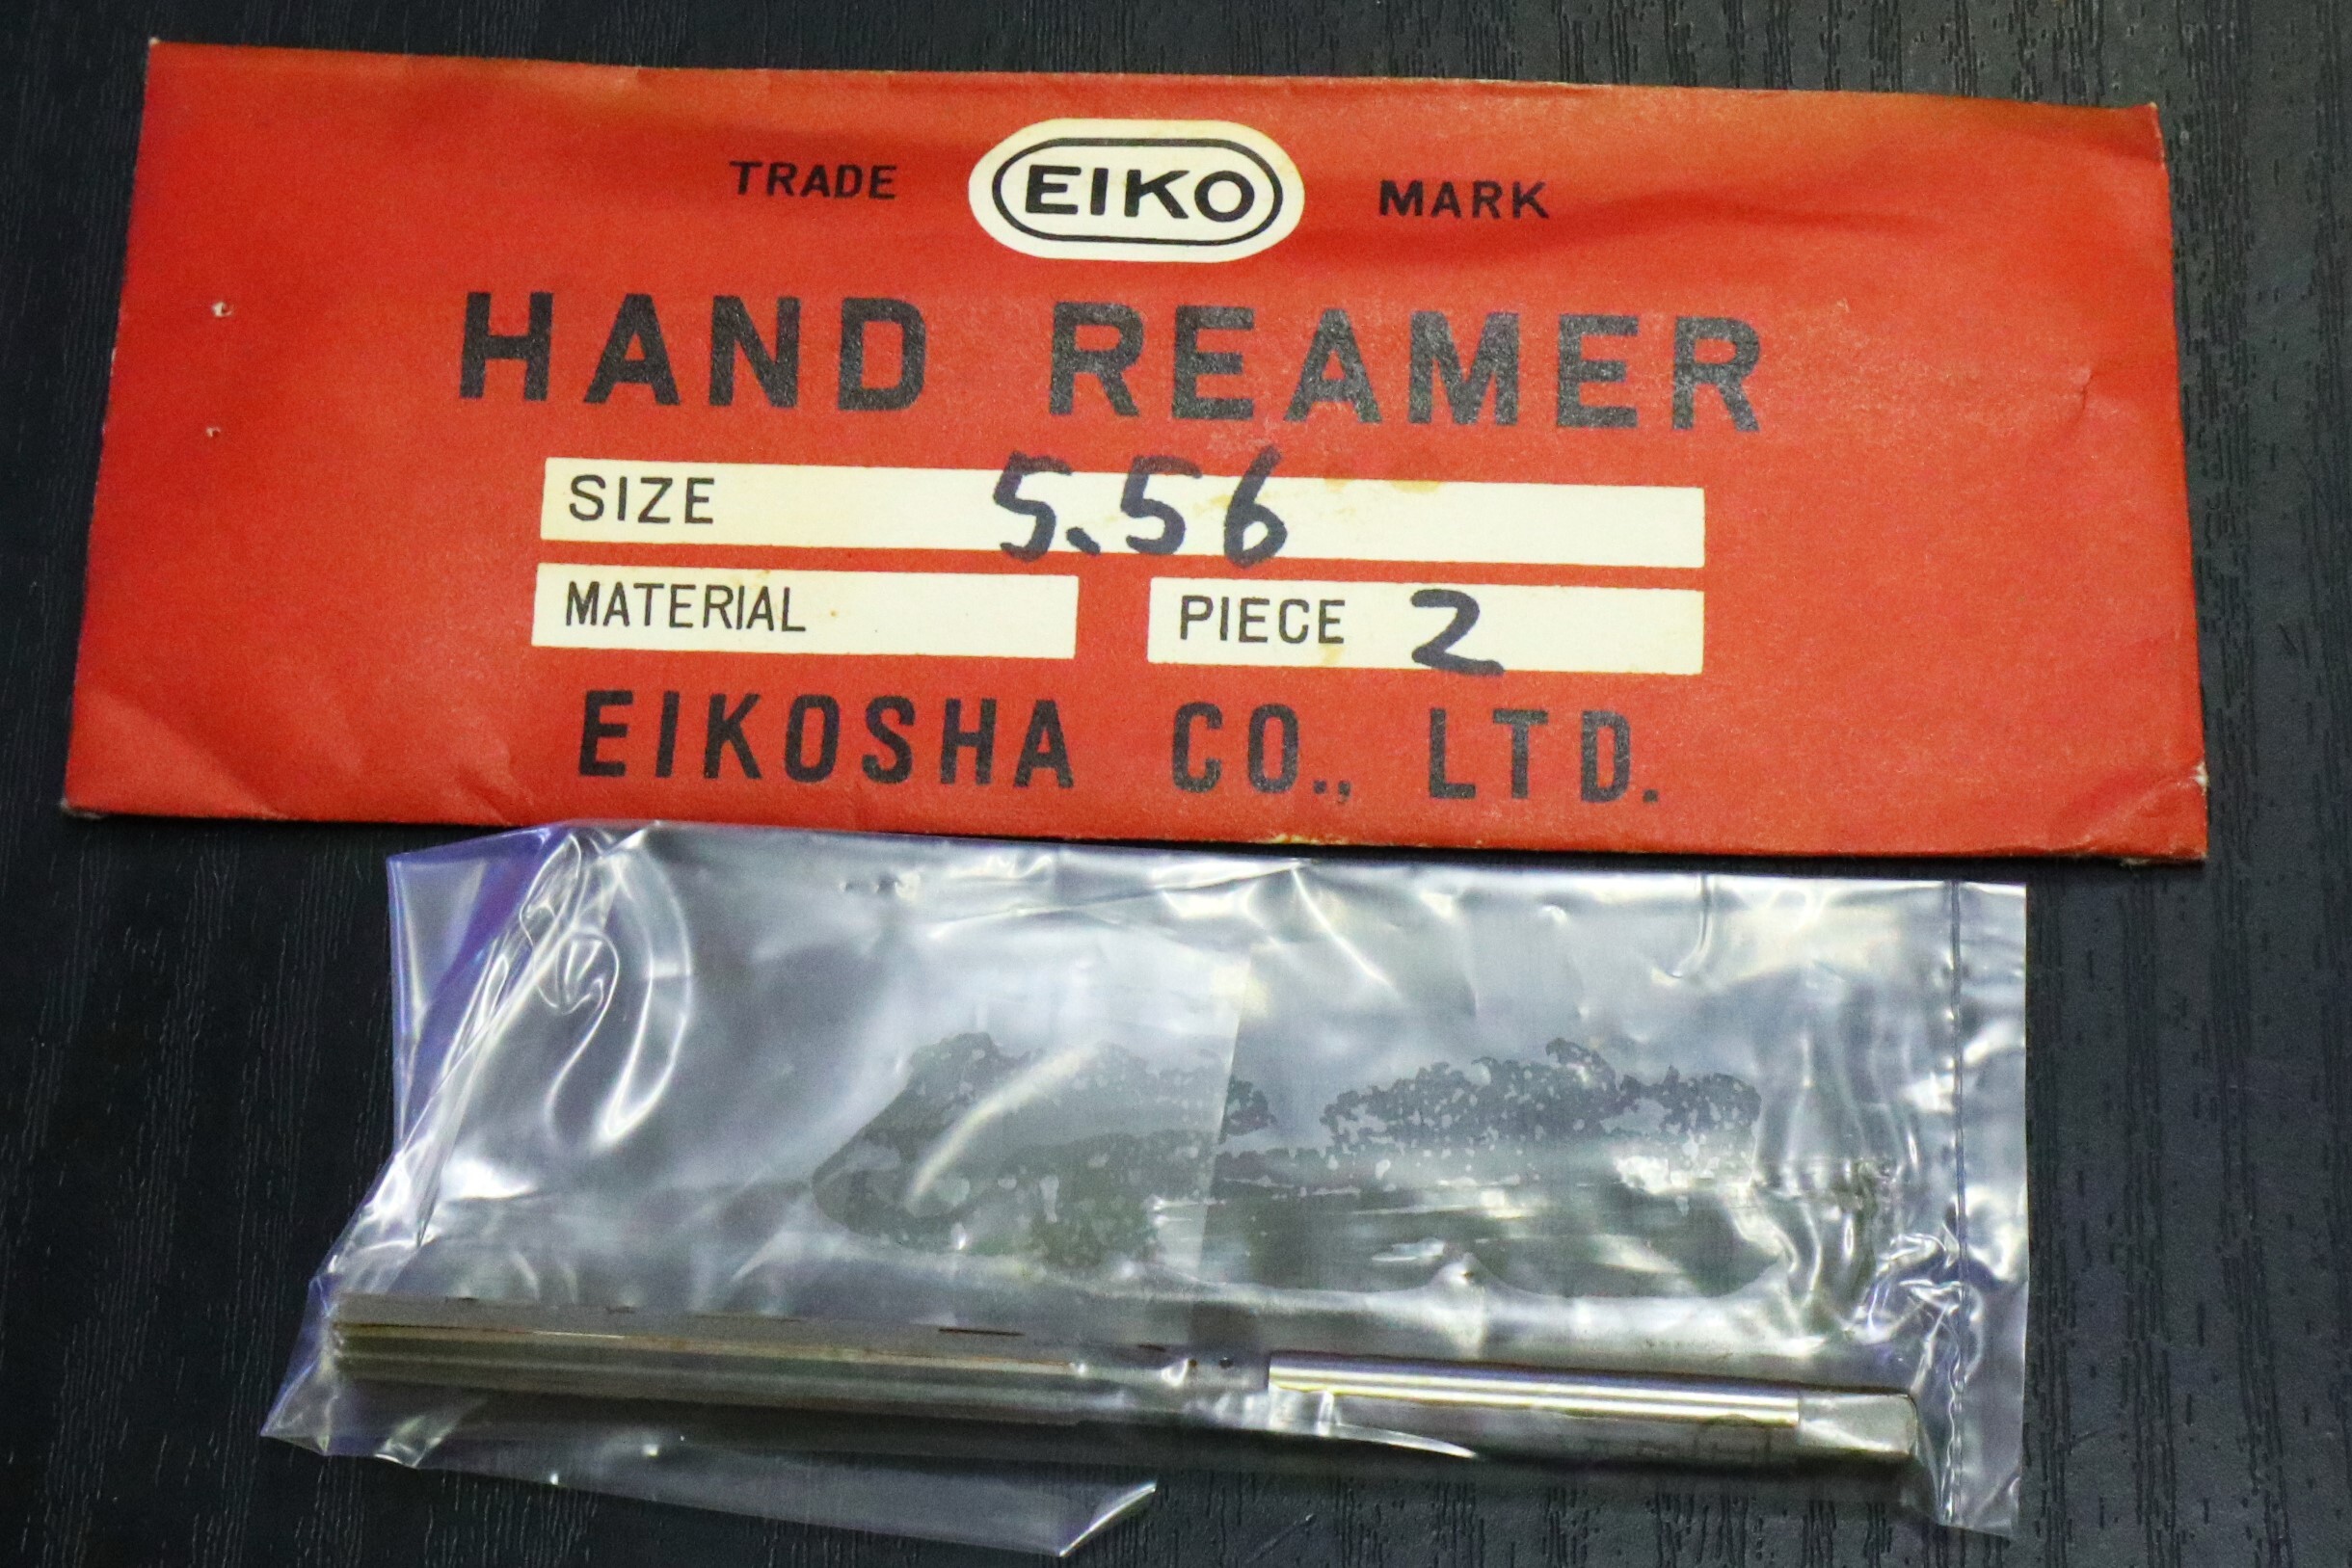 TRADE EIKO MARK
HAND REAMER
SIZE 5.56
MATERIAL PIECE 2
EIKOSHA CO., LTD.